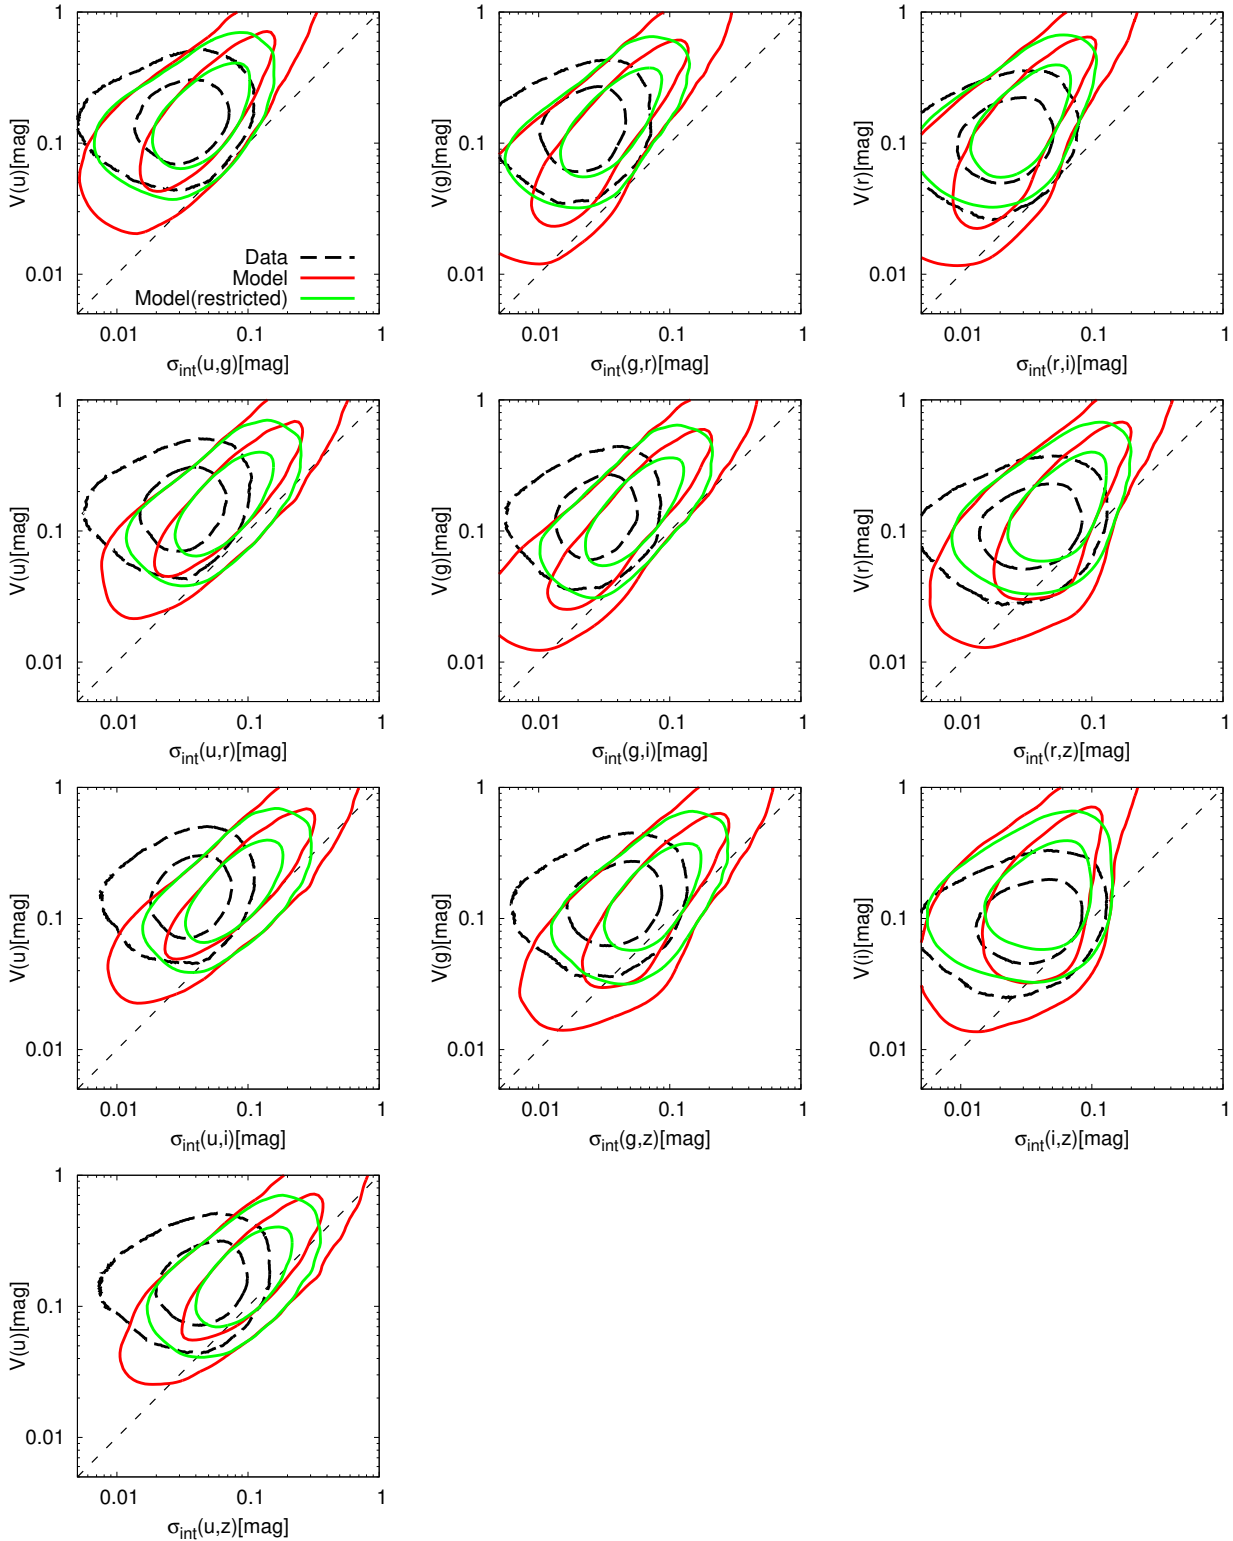 1
0.1
0.01
0.01
0.1
1
V(u)[mag]
σint(u,g)[mag]
Data
Model
Model(restricted)
1
0.1
0.01
0.01
0.1
1
V(g)[mag]
σint(g,r)[mag]
1
0.1
0.01
0.01
0.1
1
V(r)[mag]
σint(r,i)[mag]
1
0.1
0.01
0.01
0.1
1
V(u)[mag]
σint(u,r)[mag]
1
0.1
0.01
0.01
0.1
1
V(g)[mag]
σint(g,i)[mag]
1
0.1
0.01
0.01
0.1
1
V(r)[mag]
σint(r,z)[mag]
1
0.1
0.01
0.01
0.1
1
V(u)[mag]
σint(u,i)[mag]
1
0.1
0.01
0.01
0.1
1
V(g)[mag]
σint(g,z)[mag]
1
0.1
0.01
0.01
0.1
1
V(i)[mag]
σint(i,z)[mag]
1
0.1
0.01
0.01
0.1
1
V(u)[mag]
σint(u,z)[mag]